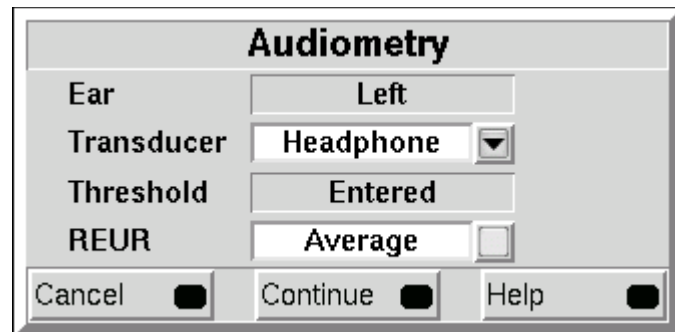 Audiometry
Ear Left
Transducer Headphone
Threshold Entered
REUR Average
Cancel Continue Help